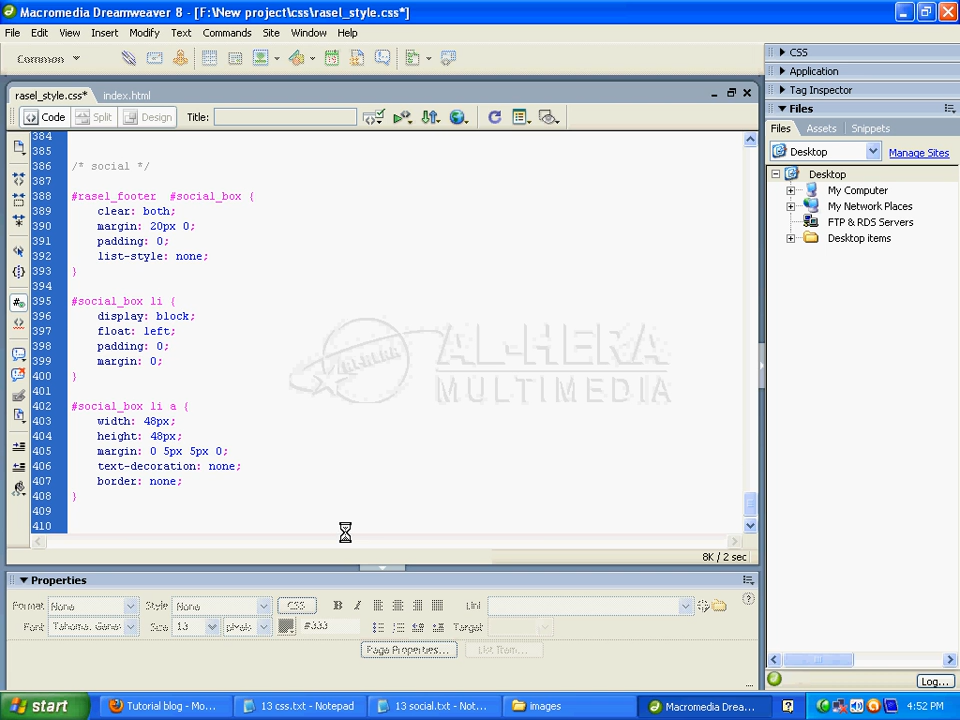 Macromedia Dreamweaver 8 - [F:\New project\css\rasel_style.css*]
File Edit View Insert Modify Text Commands Site Window Help
Common
CSS
Application
Tag Inspector
Files
Files Assets Snippets
Desktop Manage Sites
Desktop
My Computer
My Network Places
FTP & RDS Servers
Desktop items
rasel_style.css* index.html
Code Split Design Title:
384
385
386 /* social */
387
388 #rasel_footer #social_box {
389 clear: both;
390 margin: 20px 0;
391 padding: 0;
392 list-style: none;
393 }
394
395 #social_box li {
396 display: block;
397 float: left;
398 padding: 0;
399 margin: 0;
400 }
401
402 #social_box li a {
403 width: 48px;
404 height: 48px;
405 margin: 0 5px 5px 0;
406 text-decoration: none;
407 border: none;
408 }
409
410
AL-HERA
AL-HERA
MULTIMEDIA
8K / 2 sec
Properties
Format None Style None CSS B I Link
Font Tahoma, Genev Size 13 pixels #333 Target
Page Properties... List Item...
Log...
start Tutorial blog - Mo... 13 css.txt - Notepad 13 social.txt - Not... images Macromedia Drea... 4:52 PM